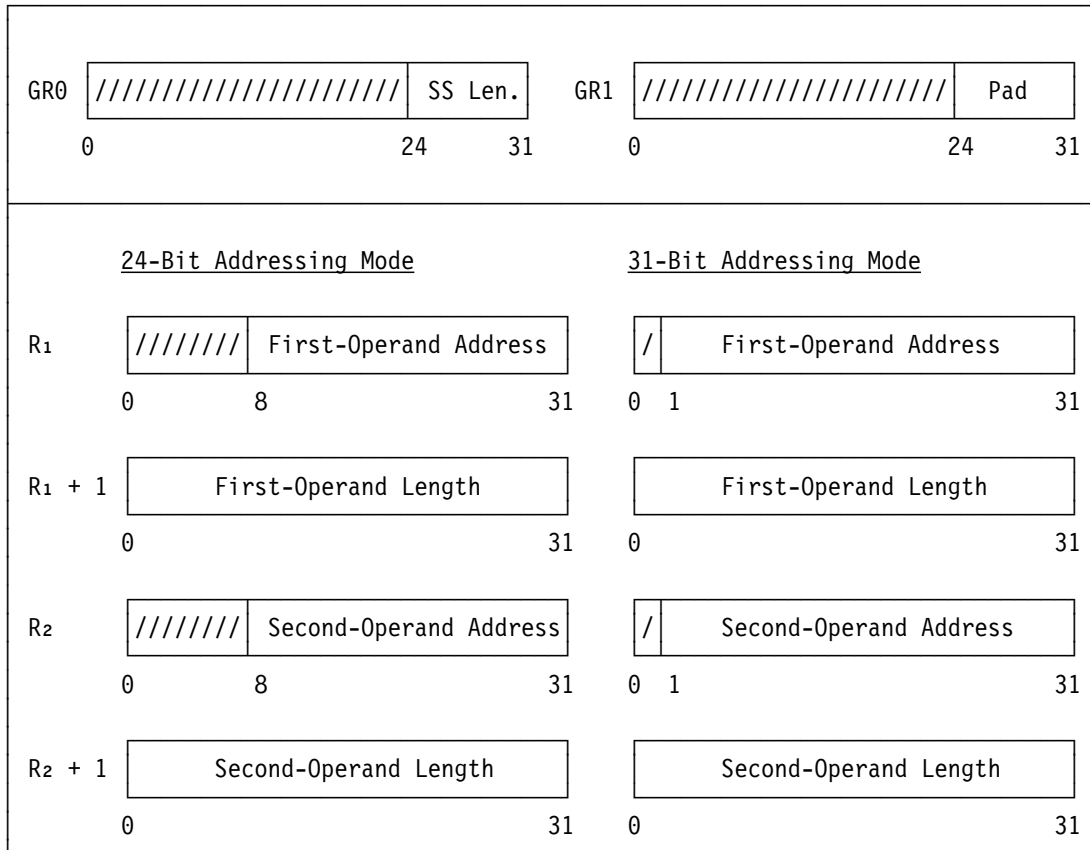 GR0 //////////////////////// SS Len. GR1 //////////////////////// Pad
0 24 31 0 24 31
24-Bit Addressing Mode 31-Bit Addressing Mode
R₁ //////// First-Operand Address / First-Operand Address
0 8 31 0 1 31
R₁ + 1 First-Operand Length First-Operand Length
0 31 0 31
R₂ //////// Second-Operand Address / Second-Operand Address
0 8 31 0 1 31
R₂ + 1 Second-Operand Length Second-Operand Length
0 31 0 31